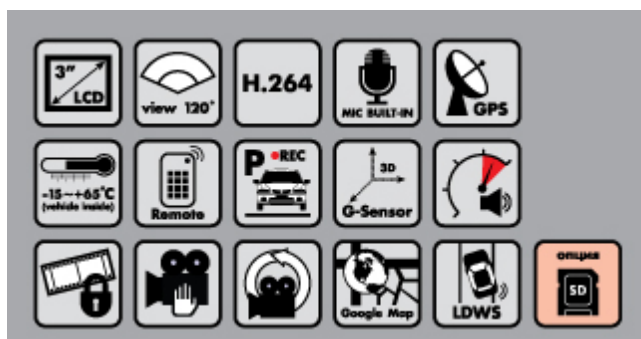 3" LCD
view 120°
H.264
MIC BUILT-IN
GPS
-15~+65°C
(vehicle inside)
Remote
P •REC
3D
G-Sensor
Google Map
LDWS
опция
SD